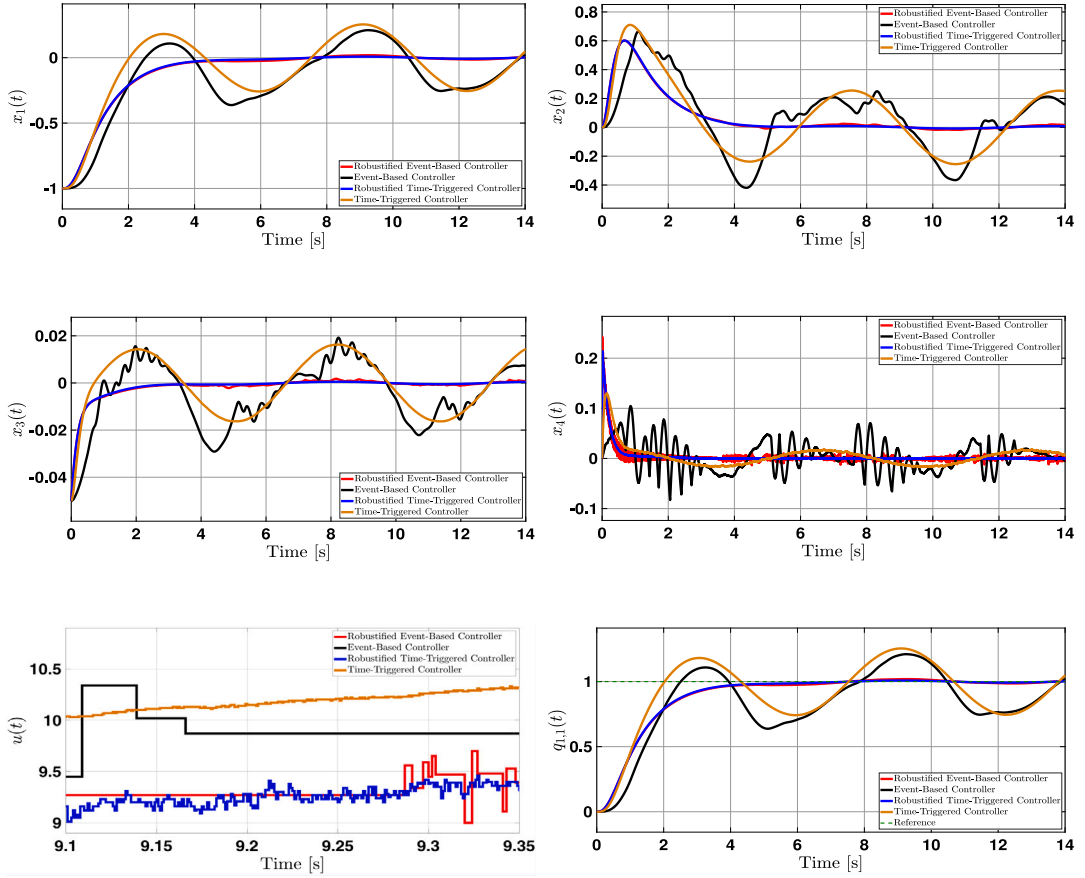 0
-0.5
-1
x₁(t)
Robustified Event-Based Controller
Event-Based Controller
Robustified Time-Triggered Controller
Time-Triggered Controller
0 2 4 6 8 10 12 14
Time [s]
0.8
0.6
0.4
0.2
0
-0.2
-0.4
x₂(t)
Robustified Event-Based Controller
Event-Based Controller
Robustified Time-Triggered Controller
Time-Triggered Controller
0 2 4 6 8 10 12 14
Time [s]
0.02
0
-0.02
-0.04
x₃(t)
Robustified Event-Based Controller
Event-Based Controller
Robustified Time-Triggered Controller
Time-Triggered Controller
0 2 4 6 8 10 12 14
Time [s]
0.2
0.1
0
-0.1
x₄(t)
Robustified Event-Based Controller
Event-Based Controller
Robustified Time-Triggered Controller
Time-Triggered Controller
0 2 4 6 8 10 12 14
Time [s]
10.5
10
9.5
9
u(t)
Robustified Event-Based Controller
Event-Based Controller
Robustified Time-Triggered Controller
Time-Triggered Controller
9.1 9.15 9.2 9.25 9.3 9.35
Time [s]
1
0.5
0
q₁,₁(t)
Robustified Event-Based Controller
Event-Based Controller
Robustified Time-Triggered Controller
Time-Triggered Controller
Reference
0 2 4 6 8 10 12 14
Time [s]